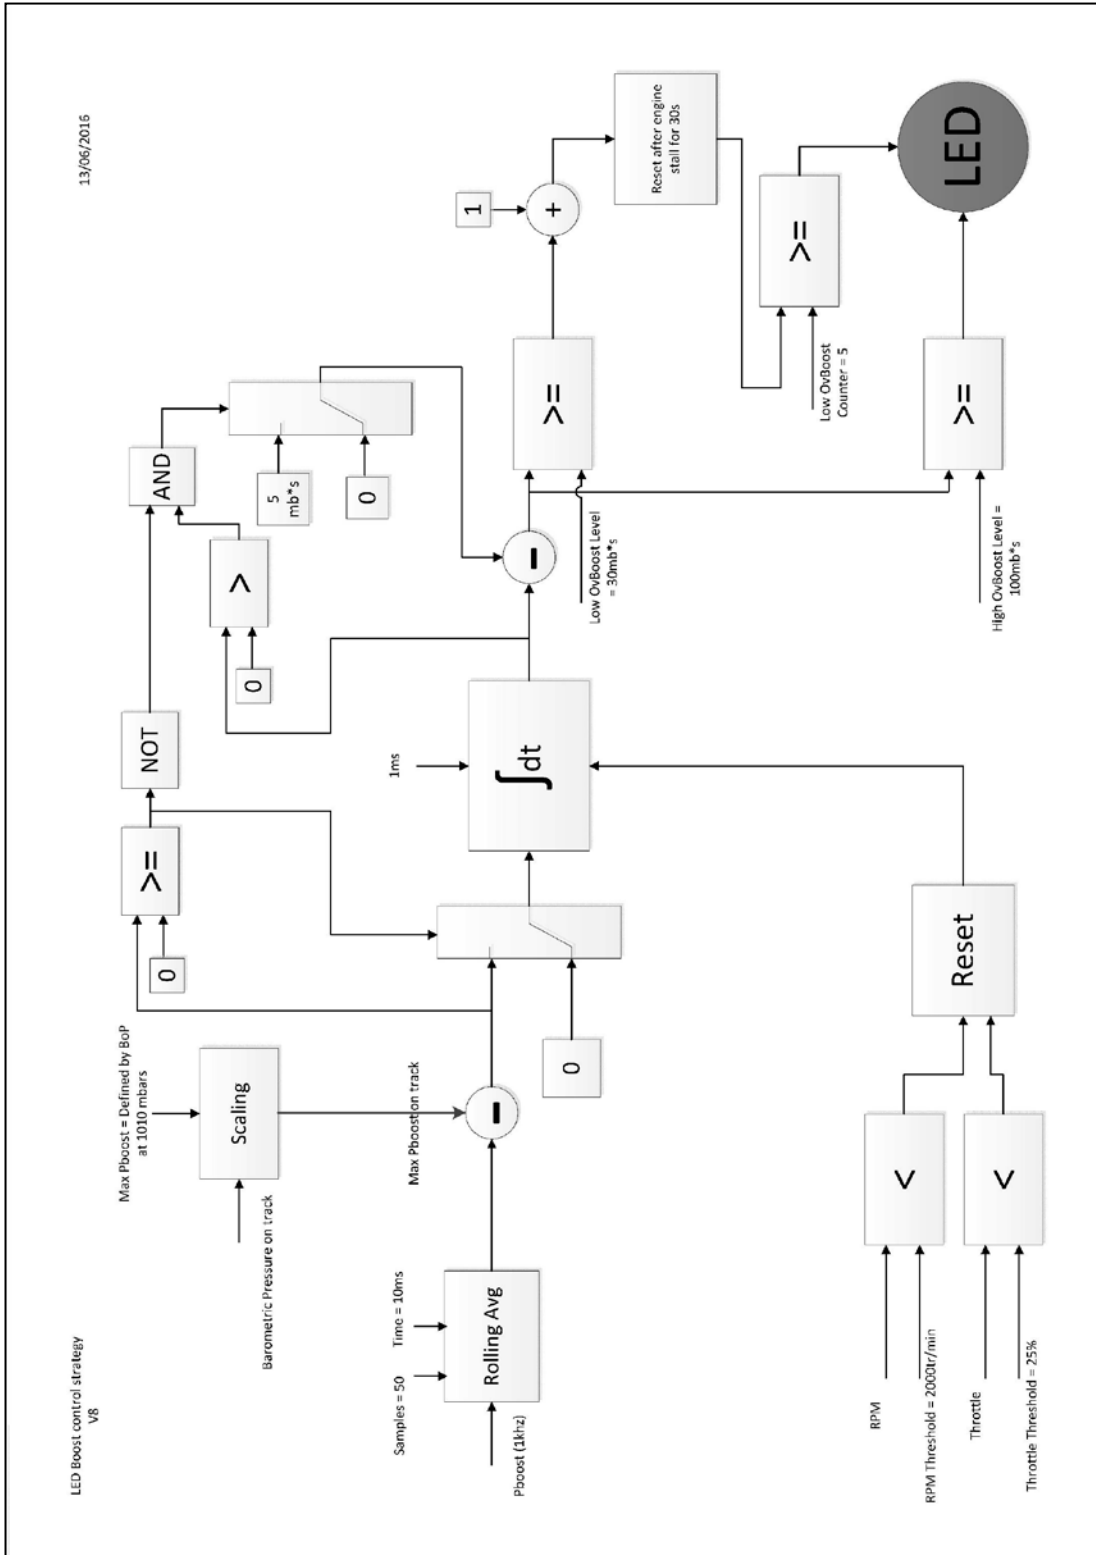 LED Boost control strategy
V8
13/06/2016
Max Pboost = Defined by BoP
at 1010 mbars
Scaling
Barometric Pressure on track
Max Pboost on track
0
>=
NOT
AND
0
>
5
mb*s
0
Samples = 50
Time = 10ms
Rolling Avg
Pboost (1khz)
-
0
1ms
∫dt
-
Low OvBoost Level
= 30mb*s
>=
1
+
Reset after engine
stall for 30s
Low OvBoost
Counter = 5
>=
High OvBoost Level =
100mb*s
>=
LED
RPM
RPM Threshold = 2000tr/min
<
Throttle
Throttle Threshold = 25%
<
Reset